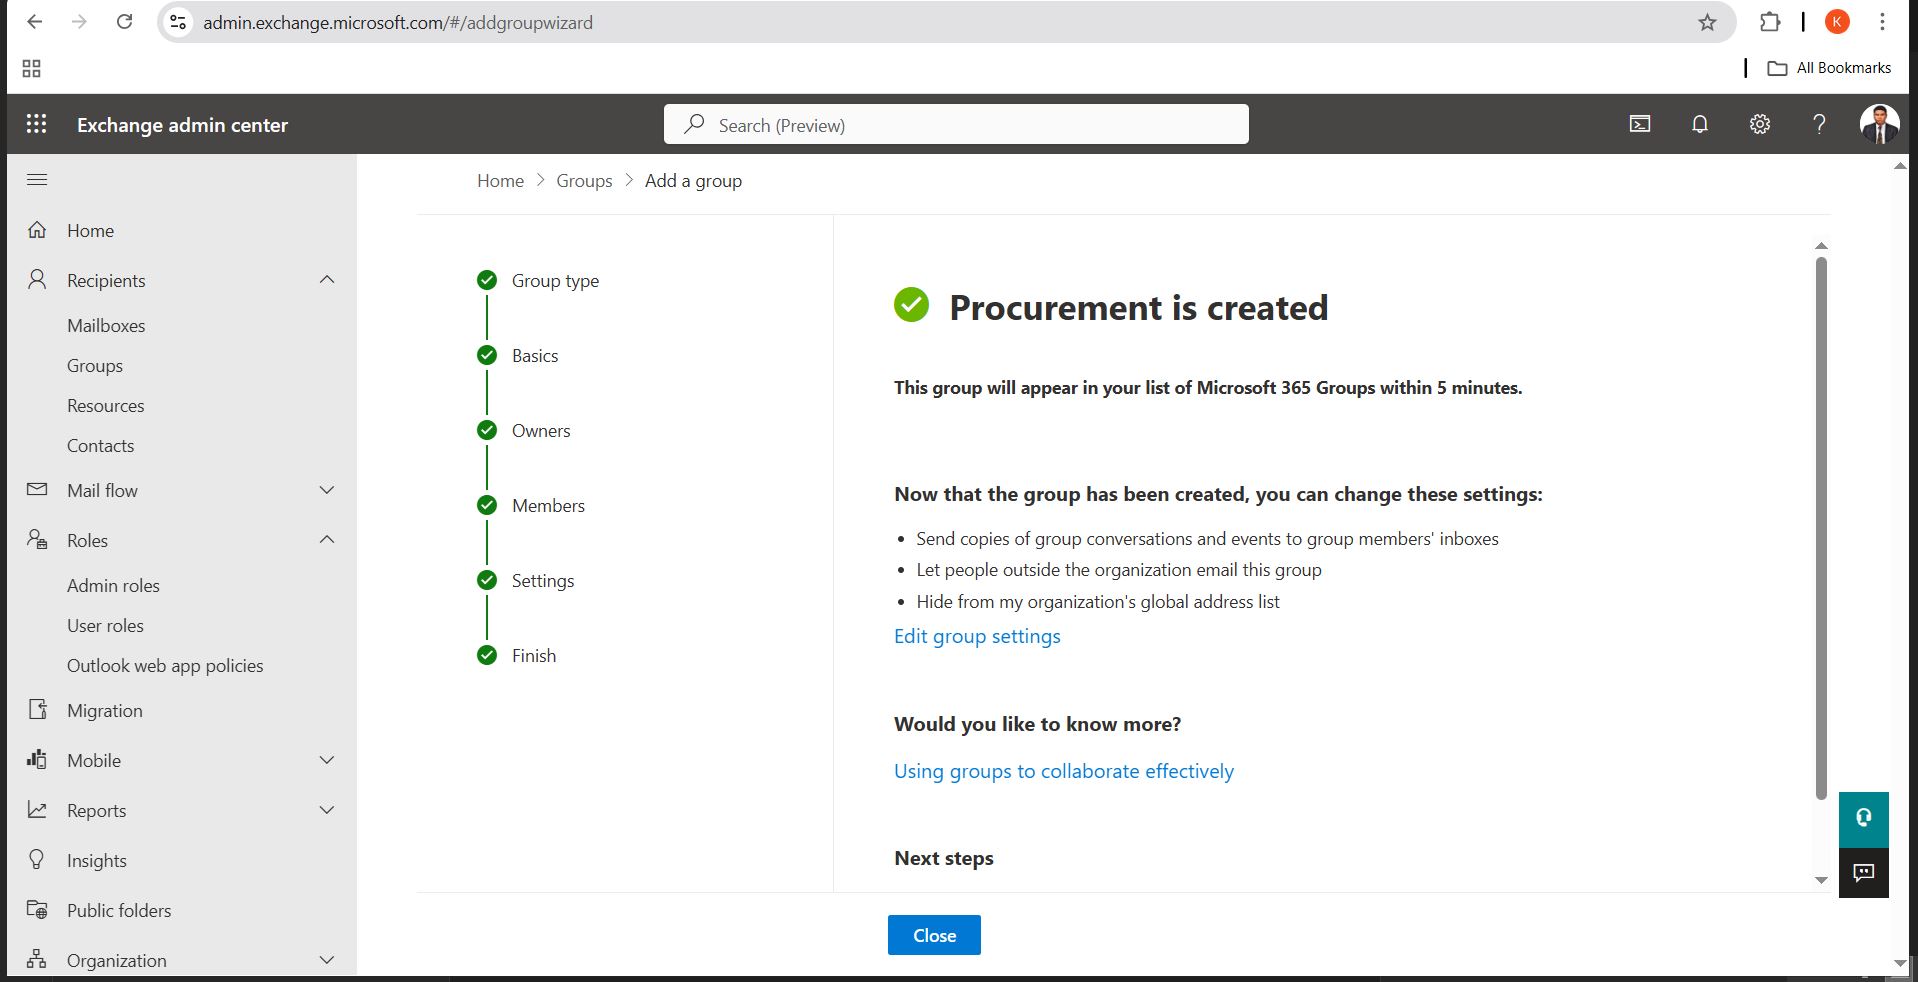 admin.exchange.microsoft.com/#/addgroupwizard
K
All Bookmarks
Exchange admin center
Search (Preview)
Home
Recipients
Mailboxes
Groups
Resources
Contacts
Mail flow
Roles
Admin roles
User roles
Outlook web app policies
Migration
Mobile
Reports
Insights
Public folders
Organization
Home > Groups > Add a group
Group type
Basics
Owners
Members
Settings
Finish
Procurement is created
This group will appear in your list of Microsoft 365 Groups within 5 minutes.
Now that the group has been created, you can change these settings:
• Send copies of group conversations and events to group members' inboxes
• Let people outside the organization email this group
• Hide from my organization's global address list
Edit group settings
Would you like to know more?
Using groups to collaborate effectively
Next steps
Close